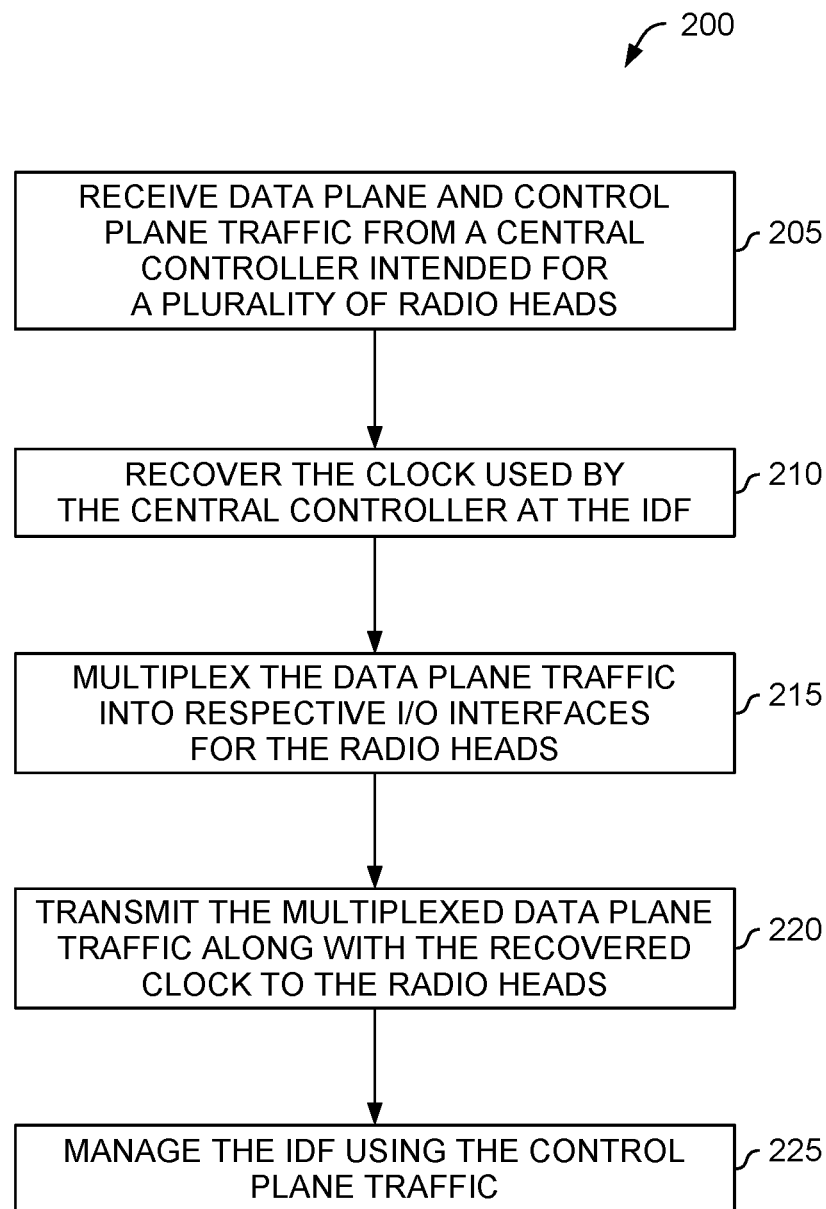 200
RECEIVE DATA PLANE AND CONTROL
PLANE TRAFFIC FROM A CENTRAL
CONTROLLER INTENDED FOR
A PLURALITY OF RADIO HEADS
205
RECOVER THE CLOCK USED BY
THE CENTRAL CONTROLLER AT THE IDF
210
MULTIPLEX THE DATA PLANE TRAFFIC
INTO RESPECTIVE I/O INTERFACES
FOR THE RADIO HEADS
215
TRANSMIT THE MULTIPLEXED DATA PLANE
TRAFFIC ALONG WITH THE RECOVERED
CLOCK TO THE RADIO HEADS
220
MANAGE THE IDF USING THE CONTROL
PLANE TRAFFIC
225